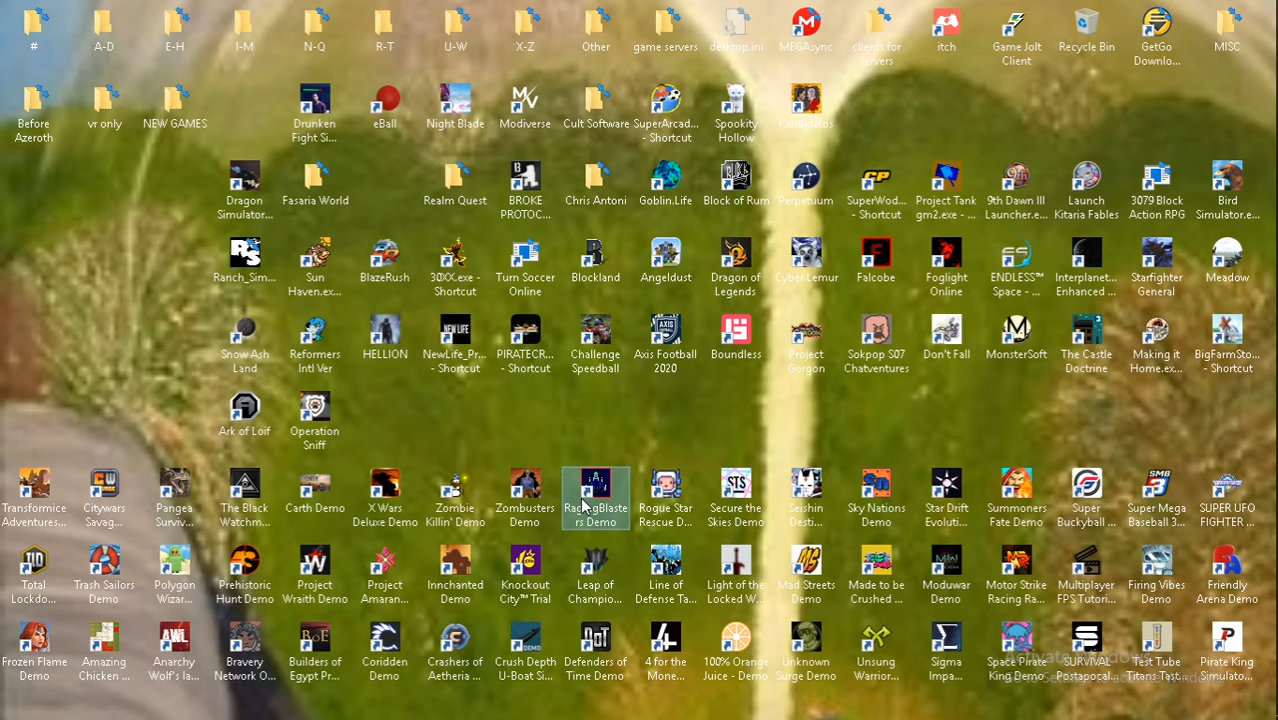 #
A-D
E-H
I-M
N-Q
R-T
U-W
X-Z
Other
game servers
desktop.ini
MEGAsync
clients for
servers
itch
Game Jolt
Client
Recycle Bin
GetGo
Downlo...
MISC
Before
Azeroth
vr only
NEW GAMES
Drunken
Fight Si...
eBall
Night Blade
Modiverse
Cult Software
SuperArcad...
- Shortcut
Spookity
Hollow
Kandidatos
Dragon
Simulator...
Fasaria World
Realm Quest
BROKE
PROTOC...
Chris Antoni
Goblin.Life
Block of Rum
Perpetuum
SuperWod...
- Shortcut
Project Tank
gm2.exe - ...
9th Dawn III
Launcher.e...
Launch
Kitaria Fables
3079 Block
Action RPG
Bird
Simulator.e...
Ranch_Sim...
Sun
Haven.ex...
BlazeRush
30XX.exe -
Shortcut
Turn Soccer
Online
Blockland
Angeldust
Dragon of
Legends
Cyber Lemur
Falcobe
Foglight
Online
ENDLESS™
Space - ...
Interplanet...
Enhanced ...
Starfighter
General
Meadow
Snow Ash
Land
Reformers
Intl Ver
HELLION
NewLife_Pr...
- Shortcut
PIRATECR...
- Shortcut
Challenge
Speedball
Axis Football
2020
Boundless
Project
Gorgon
Sokpop S07
Chatventures
Don't Fall
MonsterSoft
The Castle
Doctrine
Making it
Home.ex...
BigFarmSto...
- Shortcut
Ark of Loif
Operation
Sniff
Transformice
Adventures...
Citywars
Savag...
Pangea
Surviv...
The Black
Watchm...
Carth Demo
X Wars
Deluxe Demo
Zombie
Killin' Demo
Zombusters
Demo
RacingBlaste
rs Demo
Rogue Star
Rescue D...
Secure the
Skies Demo
Seishin
Desti...
Sky Nations
Demo
Star Drift
Evoluti...
Summoners
Fate Demo
Super
Buckyball ...
Super Mega
Baseball 3...
SUPER UFO
FIGHTER ...
Total
Lockdo...
Trash Sailors
Demo
Polygon
Wizar...
Prehistoric
Hunt Demo
Project
Wraith Demo
Project
Amaran...
Innchanted
Demo
Knockout
City™ Trial
Leap of
Champio...
Line of
Defense Ta...
Light of the
Locked W...
Mad Streets
Demo
Made to be
Crushed ...
Moduwar
Demo
Motor Strike
Racing Ra...
Multiplayer
FPS Tutori...
Firing Vibes
Demo
Friendly
Arena Demo
Frozen Flame
Demo
Amazing
Chicken ...
Anarchy
Wolf's la...
Bravery
Network O...
Builders of
Egypt Pr...
Coridden
Demo
Crashers of
Aetheria ...
Crush Depth
U-Boat Si...
Defenders of
Time Demo
4 for the
Mone...
100% Orange
Juice - Demo
Unknown
Surge Demo
Unsung
Warrior...
Sigma
Impa...
Space Pirate
King Demo
SURVIVAL
Postapocal...
Test Tube
Titans Tast...
Pirate King
Simulato...